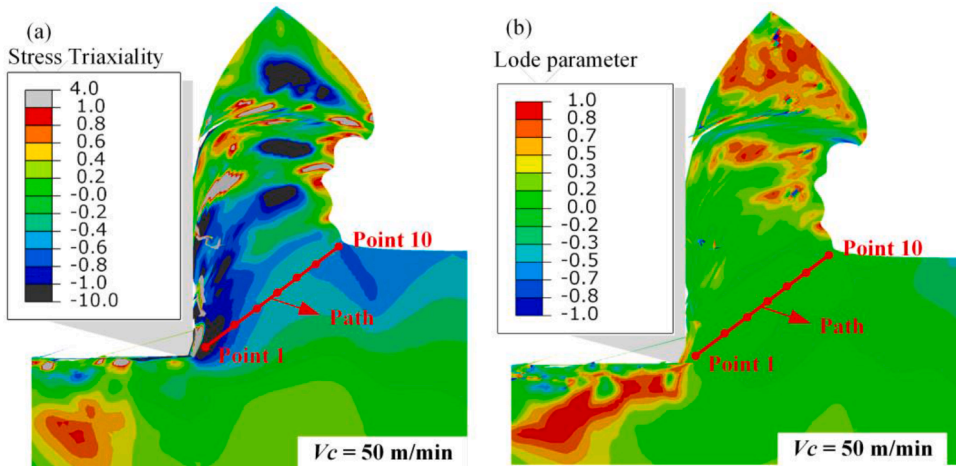 (a)
Stress Triaxiality
4.0
1.0
0.8
0.6
0.4
0.2
-0.0
-0.2
-0.4
-0.6
-0.8
-1.0
-10.0
Point 10
Path
Point 1
Vc = 50 m/min
(b)
Lode parameter
1.0
0.8
0.7
0.5
0.3
0.2
0.0
-0.2
-0.3
-0.5
-0.7
-0.8
-1.0
Point 10
Path
Point 1
Vc = 50 m/min